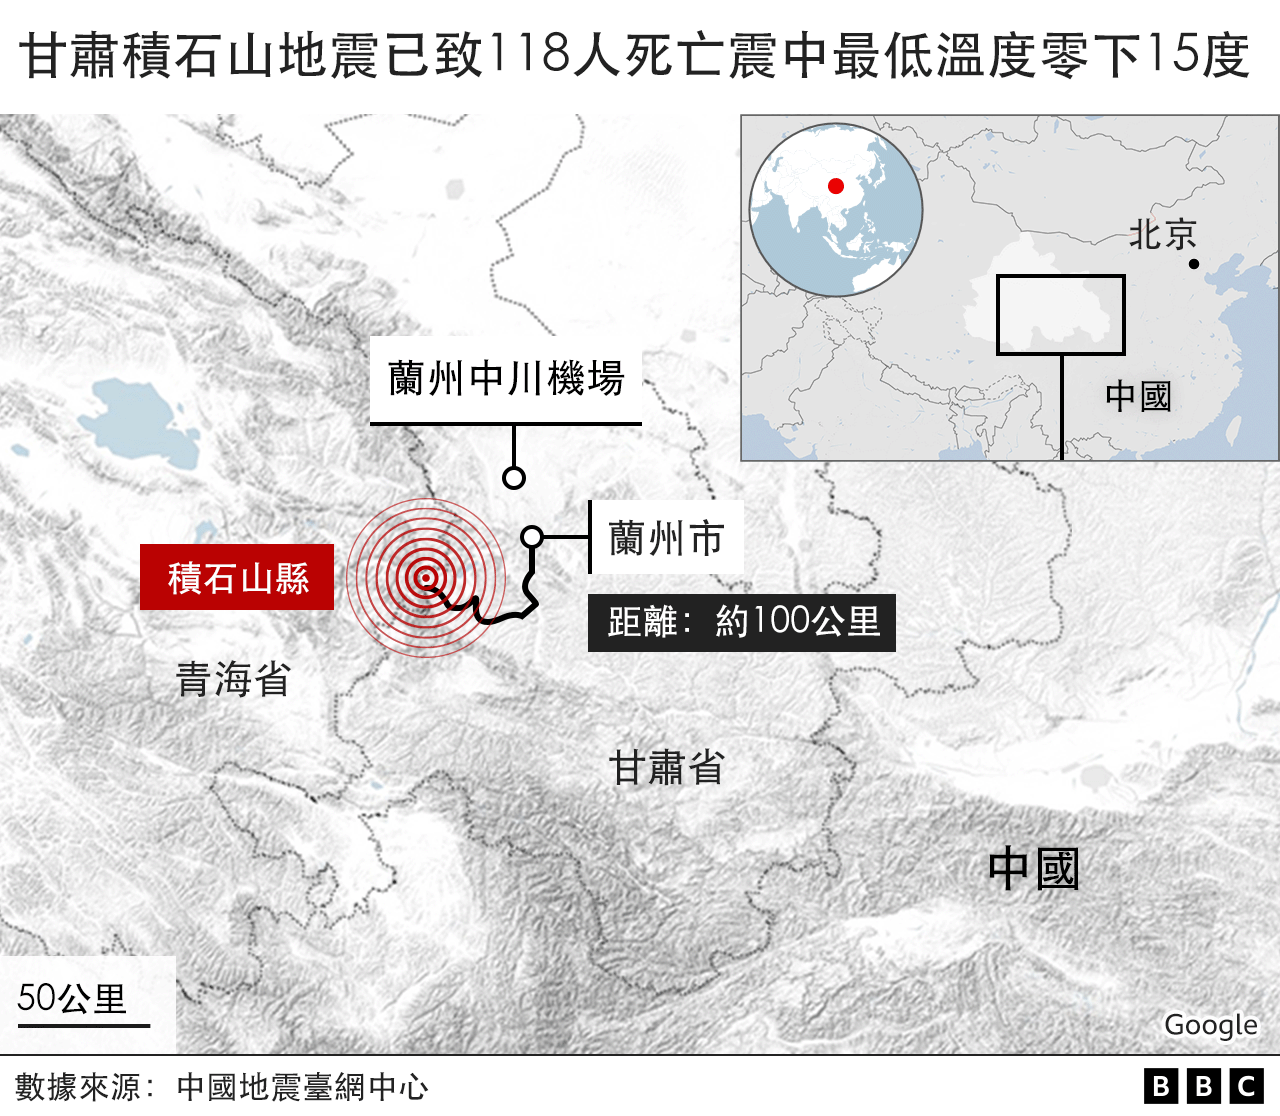 甘肅積石山地震已致118人死亡震中最低溫度零下15度
北京
中國
蘭州中川機場
蘭州市
積石山縣
距離：約100公里
青海省
甘肅省
中國
50公里
Google
數據來源：中國地震臺網中心
BBC